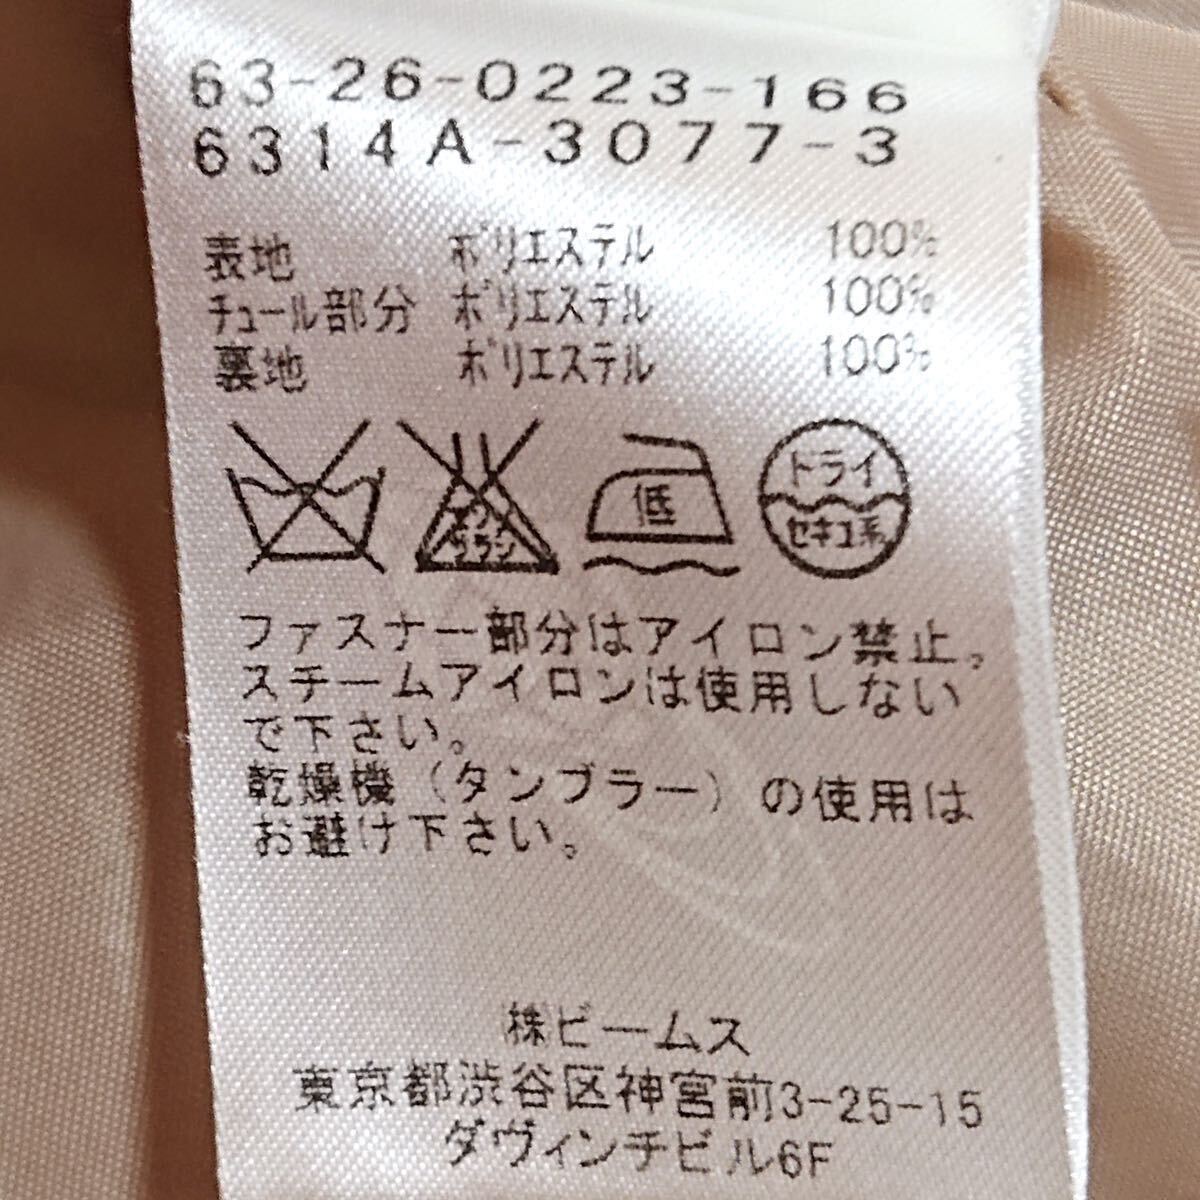 63-26-0223-166
6314A-3077-3
表地 ポリエステル 100%
チュール部分 ポリエステル 100%
裏地 ポリエステル 100%
エンソ
サラシ
低
ドライ
セキユ系
ファスナー部分はアイロン禁止。
スチームアイロンは使用しない
で下さい。
乾燥機（タンブラー）の使用は
お避け下さい。
株ビームス
東京都渋谷区神宮前3-25-15
ダヴィンチビル6F